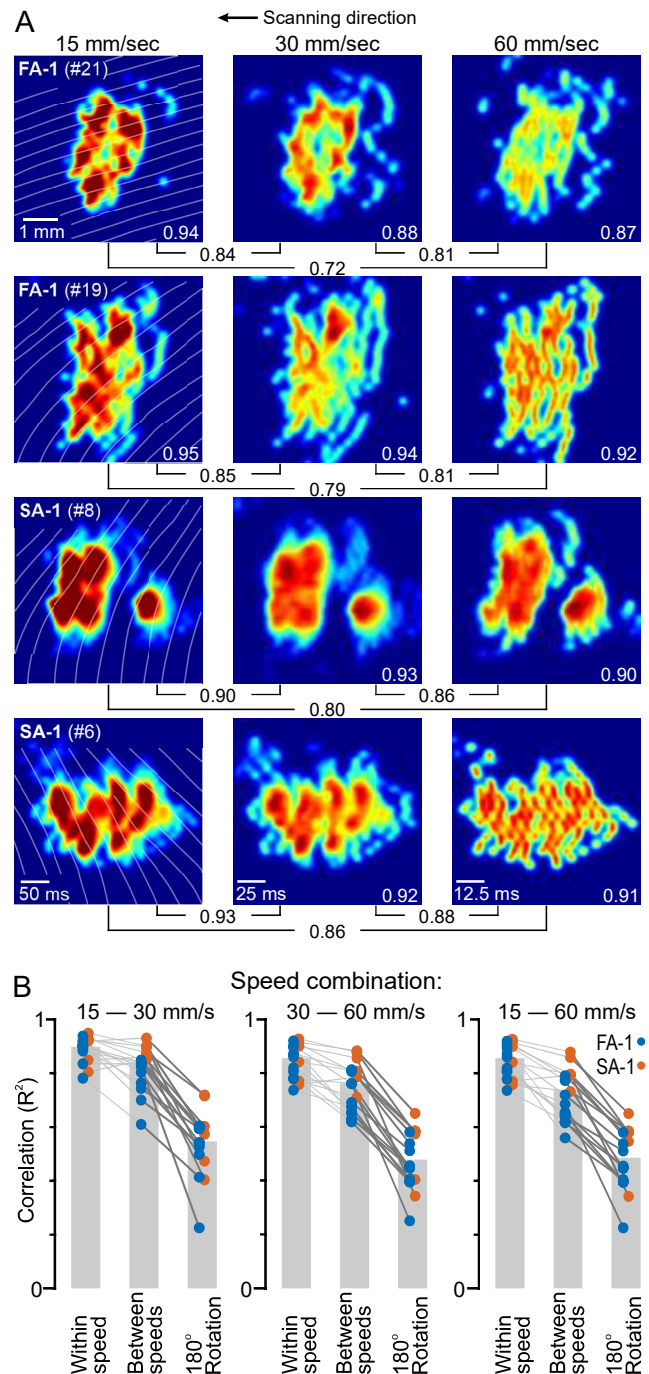 A
← Scanning direction
15 mm/sec 30 mm/sec 60 mm/sec
FA-1 (#21)
1 mm 0.94 0.88 0.87
0.84 0.81
0.72
FA-1 (#19)
0.95 0.94 0.92
0.85 0.81
0.79
SA-1 (#8)
0.93 0.90
0.90 0.86
0.80
SA-1 (#6)
50 ms 25 ms 0.92 12.5 ms 0.91
0.93 0.88
0.86
B
Speed combination:
15 — 30 mm/s 30 — 60 mm/s 15 — 60 mm/s
1 1 1
FA-1
SA-1
Correlation (R²)
0 0 0
Within speed
Between speeds
180° Rotation
Within speed
Between speeds
180° Rotation
Within speed
Between speeds
180° Rotation